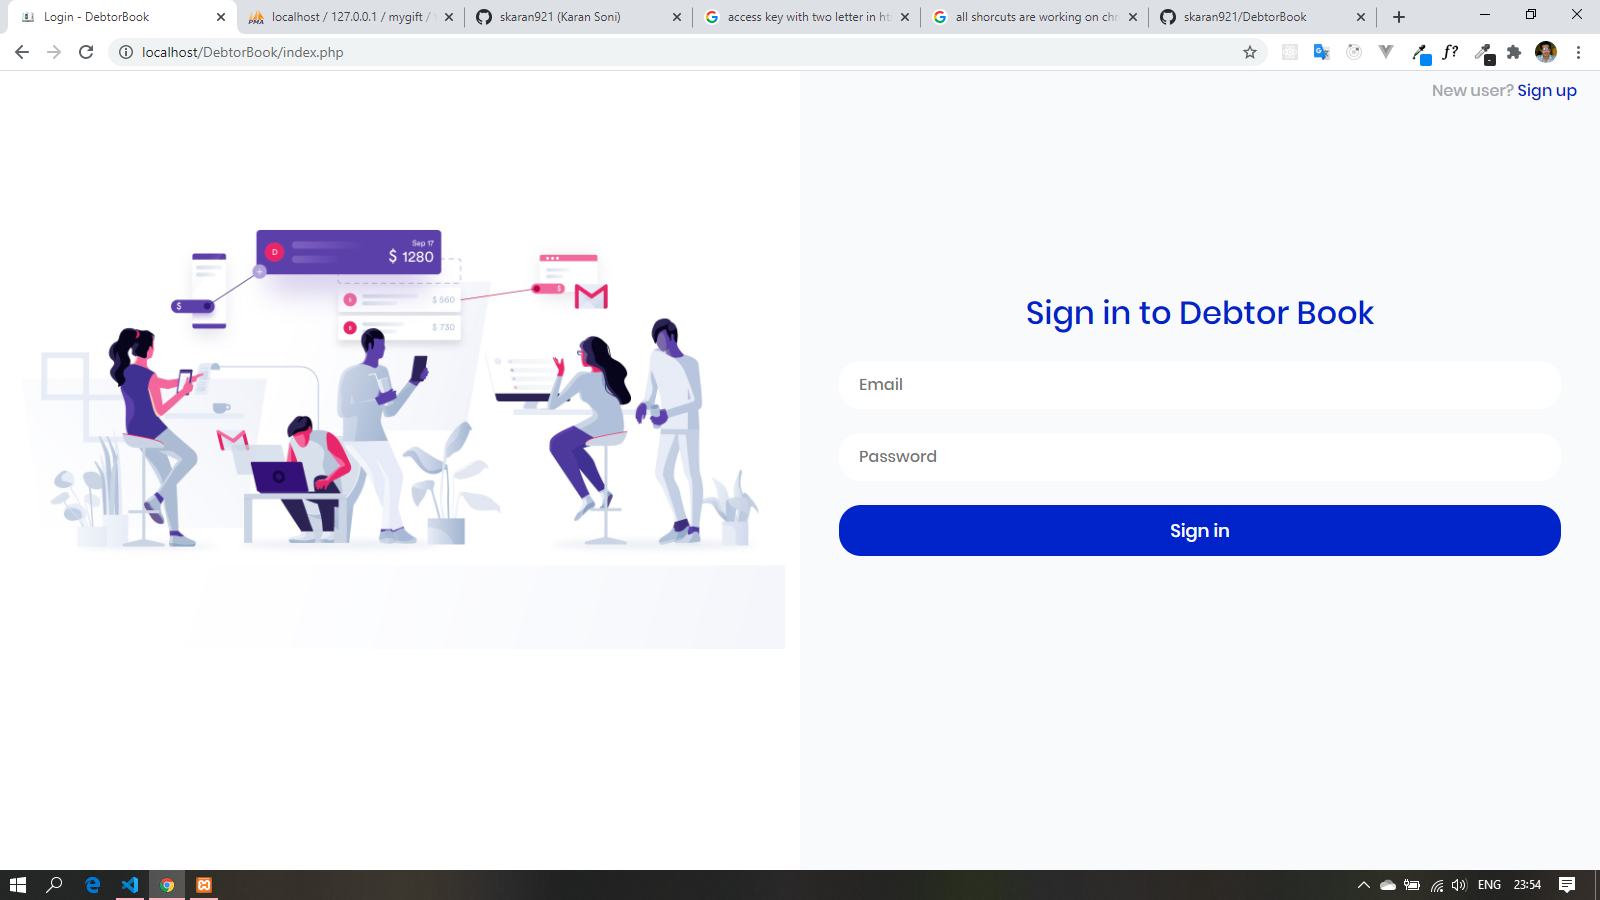 Login - DebtorBook
localhost / 127.0.0.1 / mygift /
skaran921 (Karan Soni)
access key with two letter in ht
all shorcuts are working on chr
skaran921/DebtorBook
localhost/DebtorBook/index.php
f?
New user? Sign up
Sep 17
D
$ 1280
$
$
$ 560
$ 730
Sign in to Debtor Book
Email
Password
Sign in
ENG
23:54